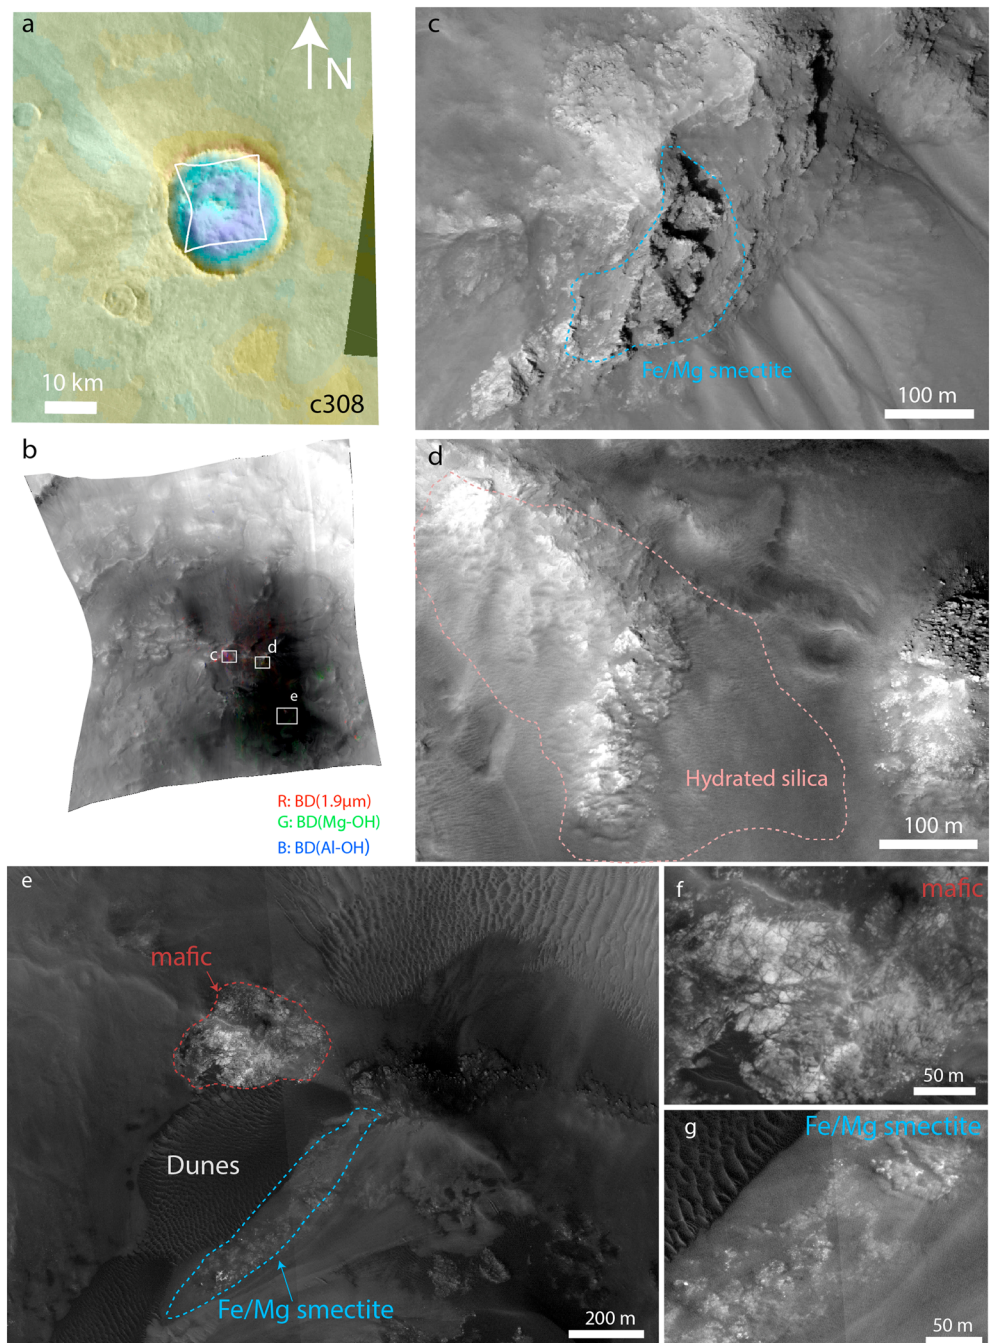 a
N
10 km
c308
b
c
d
e
R: BD(1.9µm)
G: BD(Mg-OH)
B: BD(Al-OH)
c
Fe/Mg smectite
100 m
d
Hydrated silica
100 m
e
mafic
Dunes
Fe/Mg smectite
200 m
f
mafic
50 m
g
Fe/Mg smectite
50 m